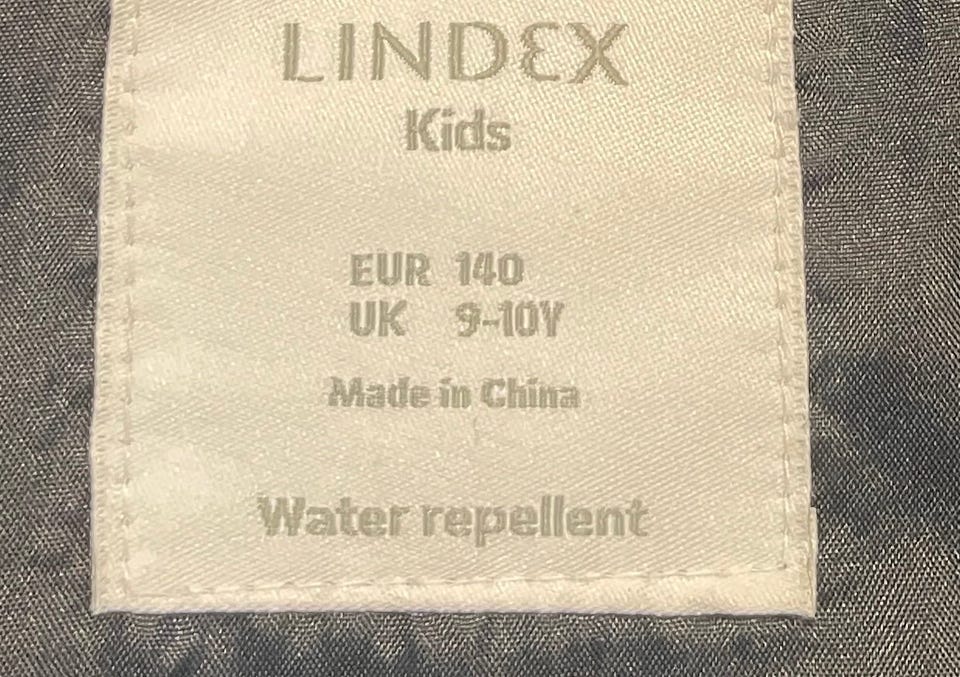 LINDEX
Kids
EUR 140
UK 9-10Y
Made in China
Water repellent